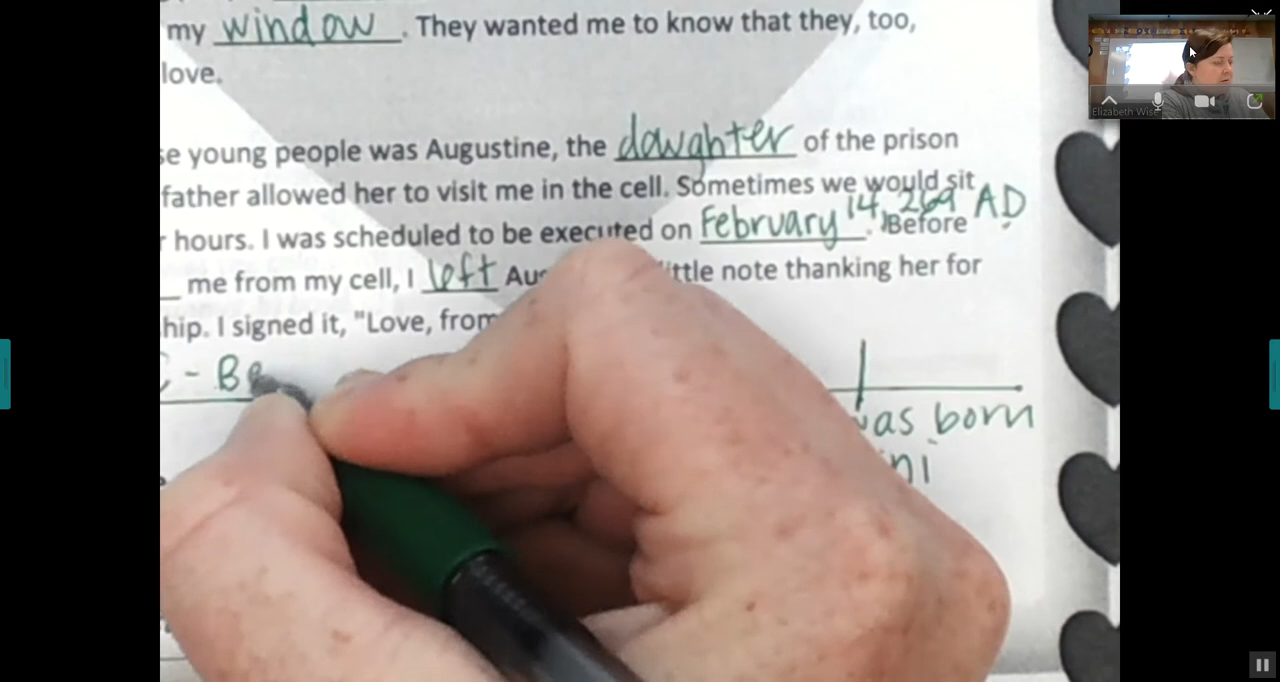 my window. They wanted me to know that they, too,
love.
se young people was Augustine, the daughter of the prison
father allowed her to visit me in the cell. Sometimes we would sit
hours. I was scheduled to be executed on February 14, 269 AD. Before
me from my cell, I left ittle note thanking her for
hip. I signed it, "Love, from
- Be
as born
ni
Elizabeth Wise